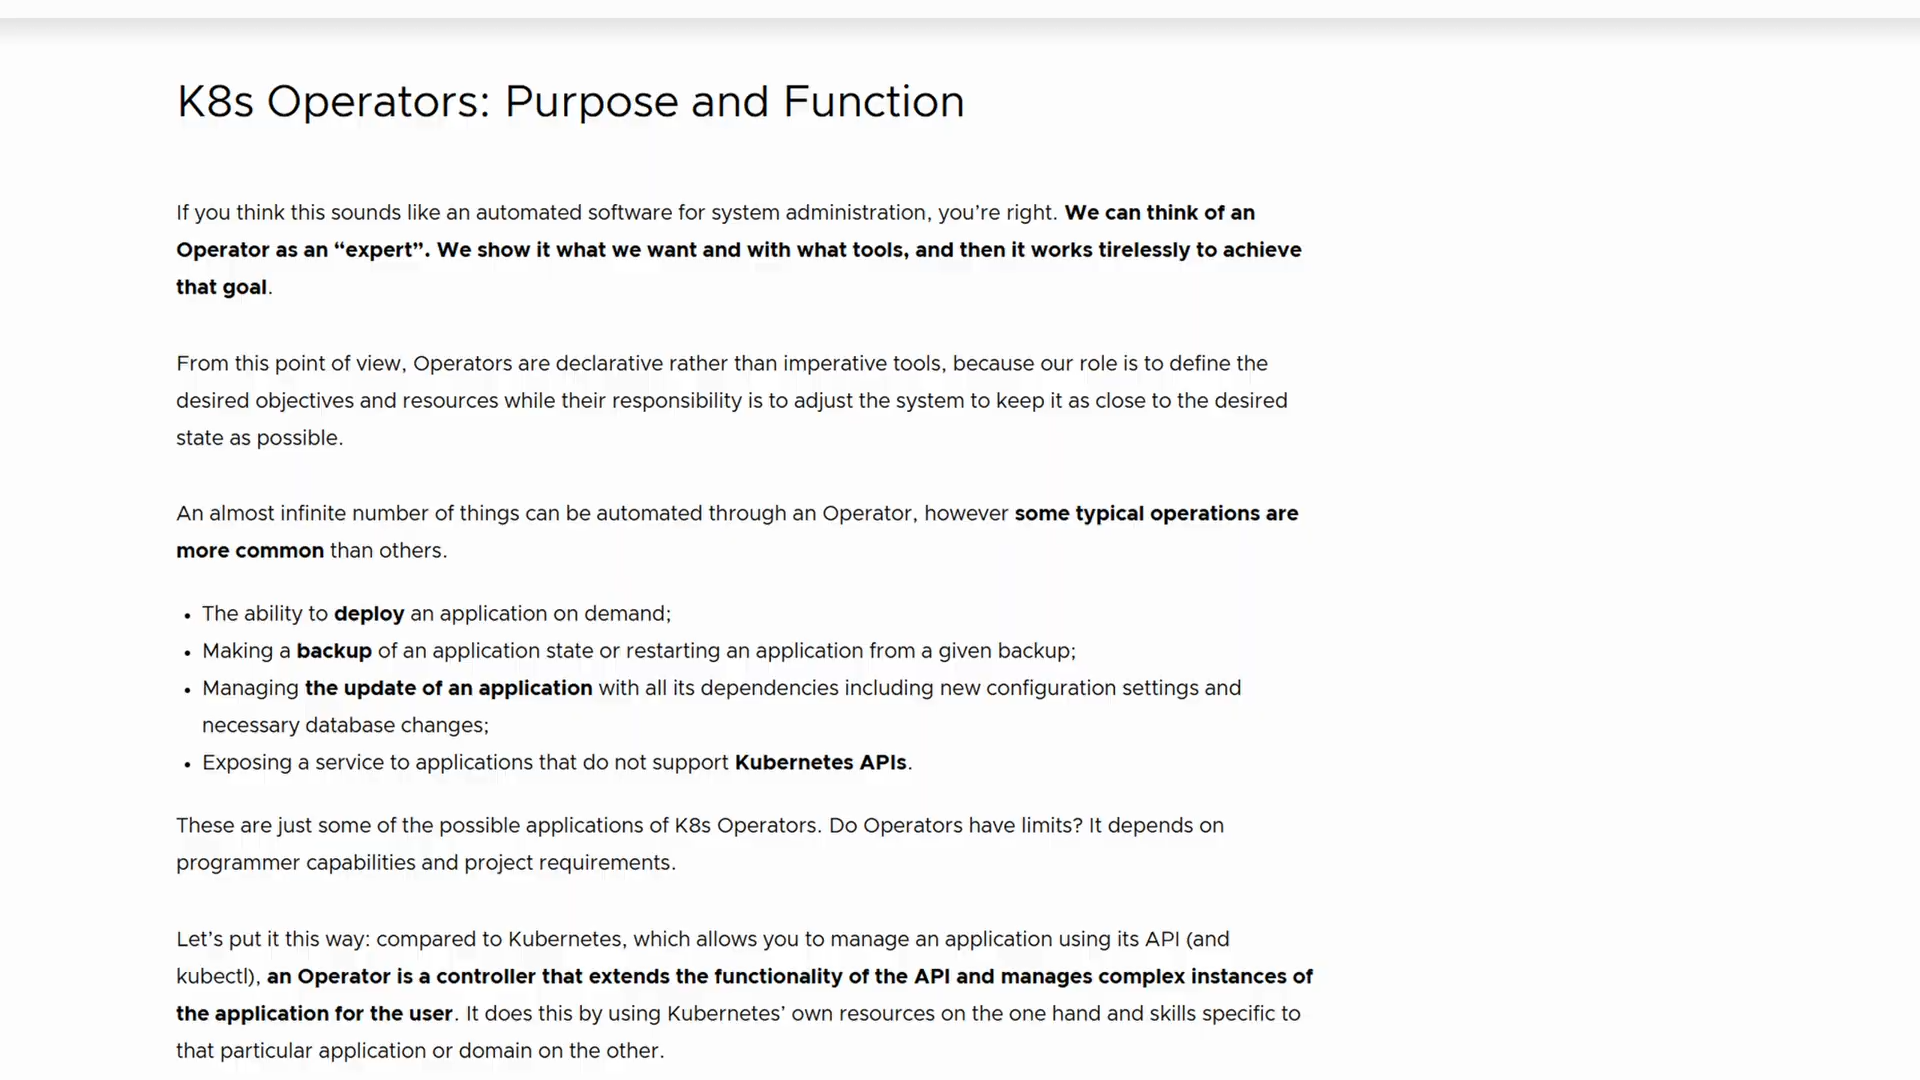 K8s Operators: Purpose and Function
If you think this sounds like an automated software for system administration, you’re right. We can think of an
Operator as an “expert”. We show it what we want and with what tools, and then it works tirelessly to achieve
that goal.
From this point of view, Operators are declarative rather than imperative tools, because our role is to define the
desired objectives and resources while their responsibility is to adjust the system to keep it as close to the desired
state as possible.
An almost infinite number of things can be automated through an Operator, however some typical operations are
more common than others.
• The ability to deploy an application on demand;
• Making a backup of an application state or restarting an application from a given backup;
• Managing the update of an application with all its dependencies including new configuration settings and
necessary database changes;
• Exposing a service to applications that do not support Kubernetes APIs.
These are just some of the possible applications of K8s Operators. Do Operators have limits? It depends on
programmer capabilities and project requirements.
Let’s put it this way: compared to Kubernetes, which allows you to manage an application using its API (and
kubectl), an Operator is a controller that extends the functionality of the API and manages complex instances of
the application for the user. It does this by using Kubernetes’ own resources on the one hand and skills specific to
that particular application or domain on the other.